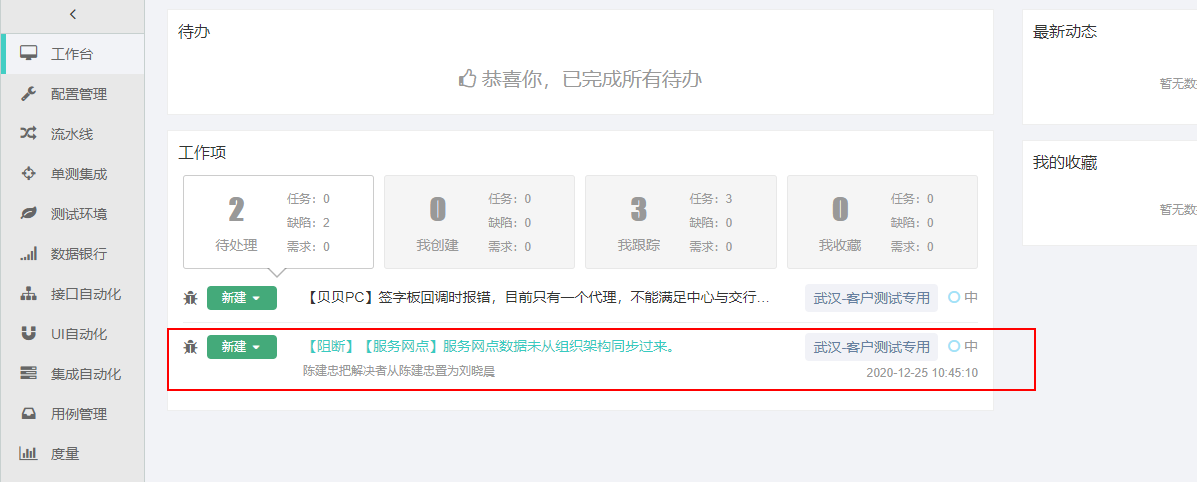 工作台
配置管理
流水线
单测集成
测试环境
数据银行
接口自动化
UI自动化
集成自动化
用例管理
度量
待办
恭喜你，已完成所有待办
工作项
2
待处理
任务：0
缺陷：2
需求：0
0
我创建
任务：0
缺陷：0
需求：0
3
我跟踪
任务：3
缺陷：0
需求：0
0
我收藏
任务：0
缺陷：0
需求：0
新建 【贝贝PC】签字板回调时报错，目前只有一个代理，不能满足中心与交行... 武汉-客户测试专用 中
新建 【阻断】【服务网点】服务网点数据未从组织架构同步过来。 武汉-客户测试专用 中
陈建忠把解决者从陈建忠置为刘晓晨 2020-12-25 10:45:10
最新动态
暂无数
我的收藏
暂无数